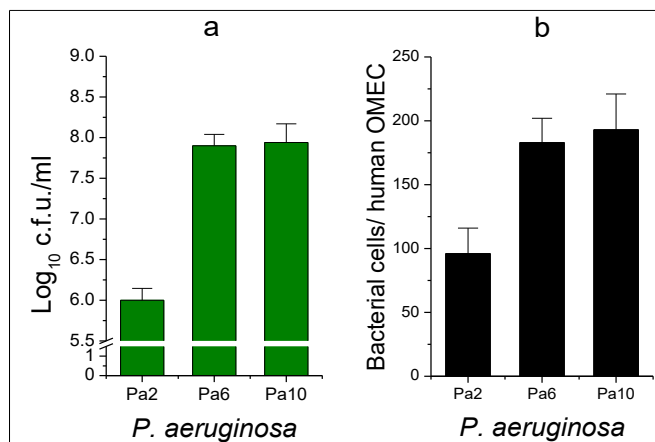 a
9.0
8.5
8.0
7.5
7.0
6.5
6.0
5.5
1
0
Log10 c.f.u./ml
Pa2 Pa6 Pa10
P. aeruginosa
b
250
200
150
100
50
0
Bacterial cells/ human OMEC
Pa2 Pa6 Pa10
P. aeruginosa